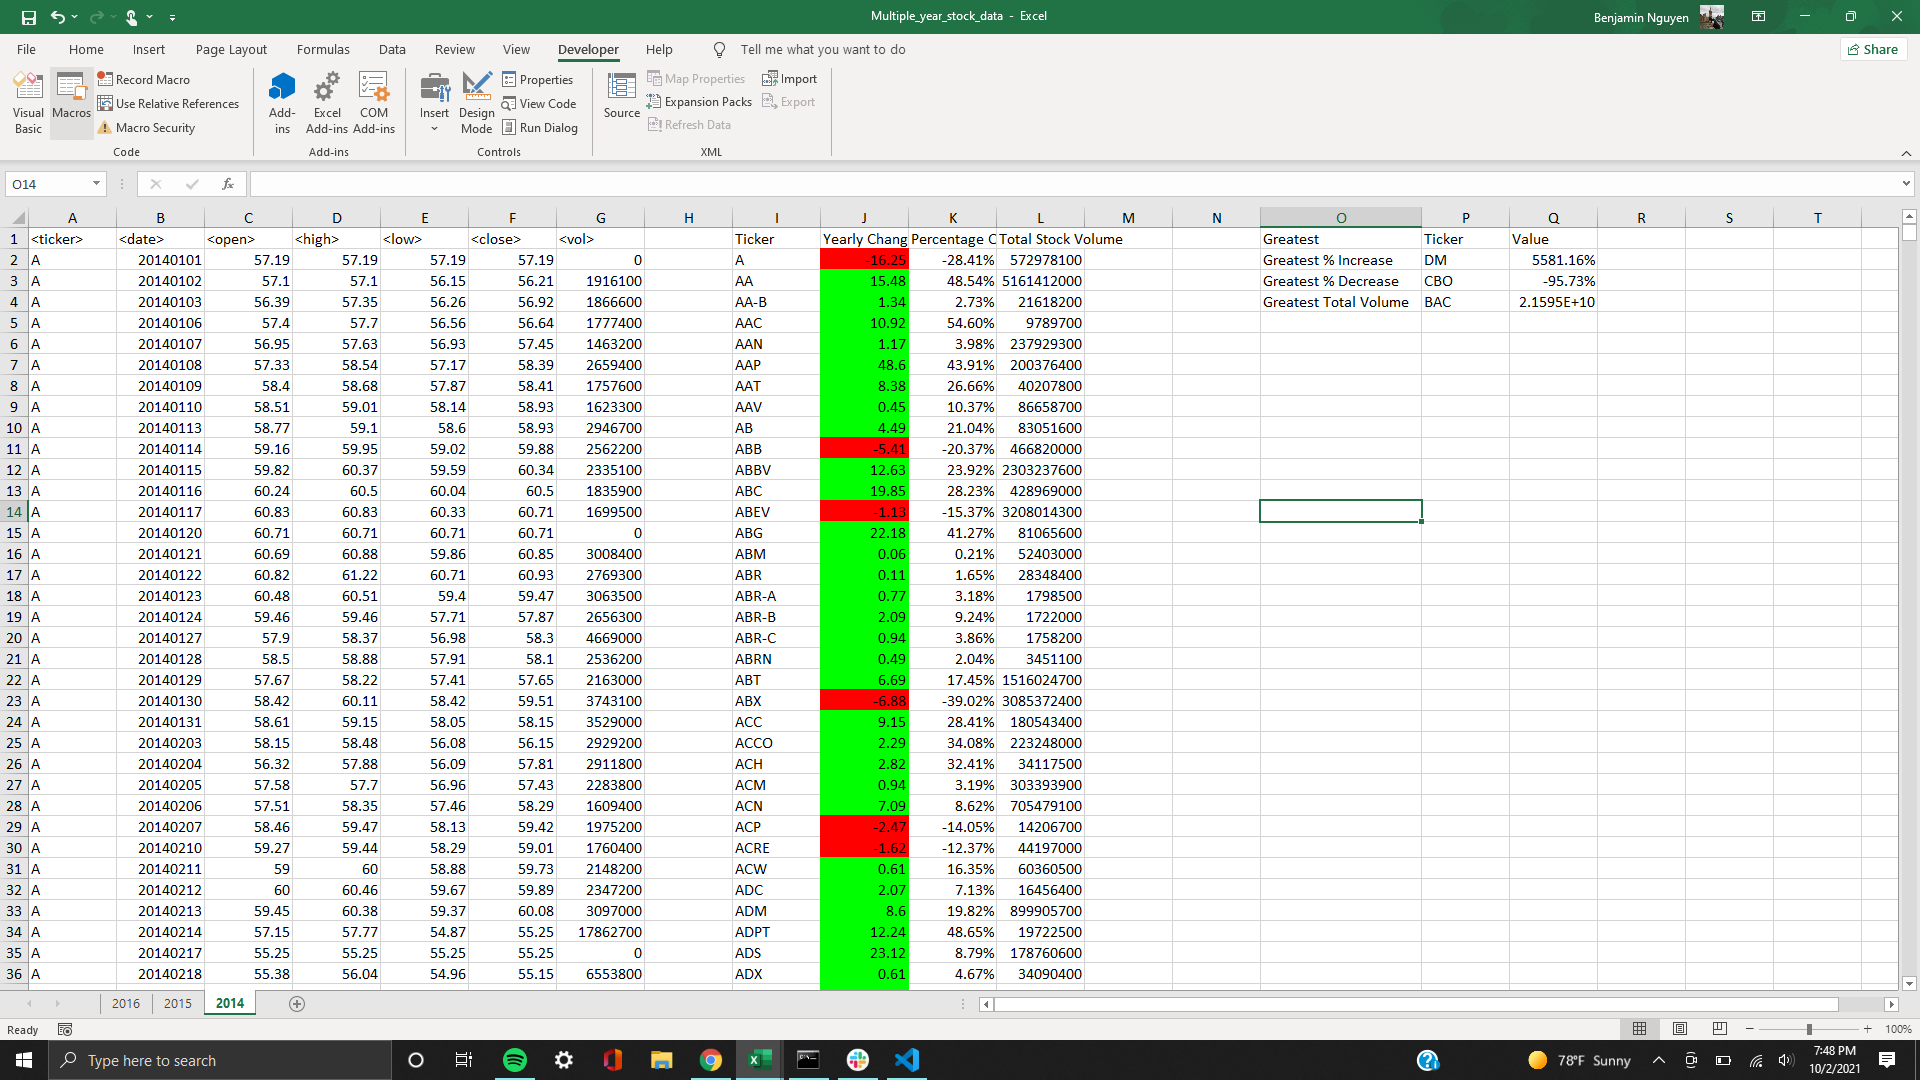 Multiple_year_stock_data - Excel
Benjamin Nguyen
File Home Insert Page Layout Formulas Data Review View Developer Help Tell me what you want to do Share
Visual Basic
Macros
Record Macro
Use Relative References
Macro Security
Code
Add-ins
Excel Add-ins
COM Add-ins
Add-ins
Insert
Design Mode
Properties
View Code
Run Dialog
Controls
Source
Map Properties
Expansion Packs
Refresh Data
Import
Export
XML
O14
fx
A B C D E F G H I J K L M N O P Q R S T
1 <ticker> <date> <open> <high> <low> <close> <vol> Ticker Yearly Chang Percentage C Total Stock Volume Greatest Ticker Value
2 A 20140101 57.19 57.19 57.19 57.19 0 A -16.25 -28.41% 572978100 Greatest % Increase DM 5581.16%
3 A 20140102 57.1 57.1 56.15 56.21 1916100 AA 15.48 48.54% 5161412000 Greatest % Decrease CBO -95.73%
4 A 20140103 56.39 57.35 56.26 56.92 1866600 AA-B 1.34 2.73% 21618200 Greatest Total Volume BAC 2.1595E+10
5 A 20140106 57.4 57.7 56.56 56.64 1777400 AAC 10.92 54.60% 9789700
6 A 20140107 56.95 57.63 56.93 57.45 1463200 AAN 1.17 3.98% 237929300
7 A 20140108 57.33 58.54 57.17 58.39 2659400 AAP 48.6 43.91% 200376400
8 A 20140109 58.4 58.68 57.87 58.41 1757600 AAT 8.38 26.66% 40207800
9 A 20140110 58.51 59.01 58.14 58.93 1623300 AAV 0.45 10.37% 86658700
10 A 20140113 58.77 59.1 58.6 58.93 2946700 AB 4.49 21.04% 83051600
11 A 20140114 59.16 59.95 59.02 59.88 2562200 ABB -5.41 -20.37% 466820000
12 A 20140115 59.82 60.37 59.59 60.34 2335100 ABBV 12.63 23.92% 2303237600
13 A 20140116 60.24 60.5 60.04 60.5 1835900 ABC 19.85 28.23% 428969000
14 A 20140117 60.83 60.83 60.33 60.71 1699500 ABEV -1.13 -15.37% 3208014300
15 A 20140120 60.71 60.71 60.71 60.71 0 ABG 22.18 41.27% 81065600
16 A 20140121 60.69 60.88 59.86 60.85 3008400 ABM 0.06 0.21% 52403000
17 A 20140122 60.82 61.22 60.71 60.93 2769300 ABR 0.11 1.65% 28348400
18 A 20140123 60.48 60.51 59.4 59.47 3063500 ABR-A 0.77 3.18% 1798500
19 A 20140124 59.46 59.46 57.71 57.87 2656300 ABR-B 2.09 9.24% 1722000
20 A 20140127 57.9 58.37 56.98 58.3 4669000 ABR-C 0.94 3.86% 1758200
21 A 20140128 58.5 58.88 57.91 58.1 2536200 ABRN 0.49 2.04% 3451100
22 A 20140129 57.67 58.22 57.41 57.65 2163000 ABT 6.69 17.45% 1516024700
23 A 20140130 58.42 60.11 58.42 59.51 3743100 ABX -6.88 -39.02% 3085372400
24 A 20140131 58.61 59.15 58.05 58.15 3529000 ACC 9.15 28.41% 180543400
25 A 20140203 58.15 58.48 56.08 56.15 2929200 ACCO 2.29 34.08% 223248000
26 A 20140204 56.32 57.88 56.09 57.81 2911800 ACH 2.82 32.41% 34117500
27 A 20140205 57.58 57.7 56.96 57.43 2283800 ACM 0.94 3.19% 303393900
28 A 20140206 57.51 58.35 57.46 58.29 1609400 ACN 7.09 8.62% 705479100
29 A 20140207 58.46 59.47 58.13 59.42 1975200 ACP -2.47 -14.05% 14206700
30 A 20140210 59.27 59.44 58.29 59.01 1760400 ACRE -1.62 -12.37% 44197000
31 A 20140211 59 60 58.88 59.73 2148200 ACW 0.61 16.35% 60360500
32 A 20140212 60 60.46 59.67 59.89 2347200 ADC 2.07 7.13% 16456400
33 A 20140213 59.45 60.38 59.37 60.08 3097000 ADM 8.6 19.82% 899905700
34 A 20140214 57.15 57.77 54.87 55.25 17862700 ADPT 12.24 48.65% 19722500
35 A 20140217 55.25 55.25 55.25 55.25 0 ADS 23.12 8.79% 178760600
36 A 20140218 55.38 56.04 54.96 55.15 6553800 ADX 0.61 4.67% 34090400
2016 2015 2014
Ready
100%
Type here to search
78°F Sunny
7:48 PM
10/2/2021